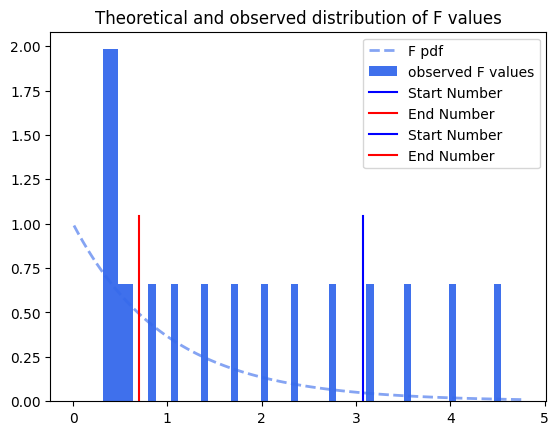 Theoretical and observed distribution of F values
F pdf
observed F values
Start Number
End Number
Start Number
End Number
2.00
1.75
1.50
1.25
1.00
0.75
0.50
0.25
0.00
0 1 2 3 4 5